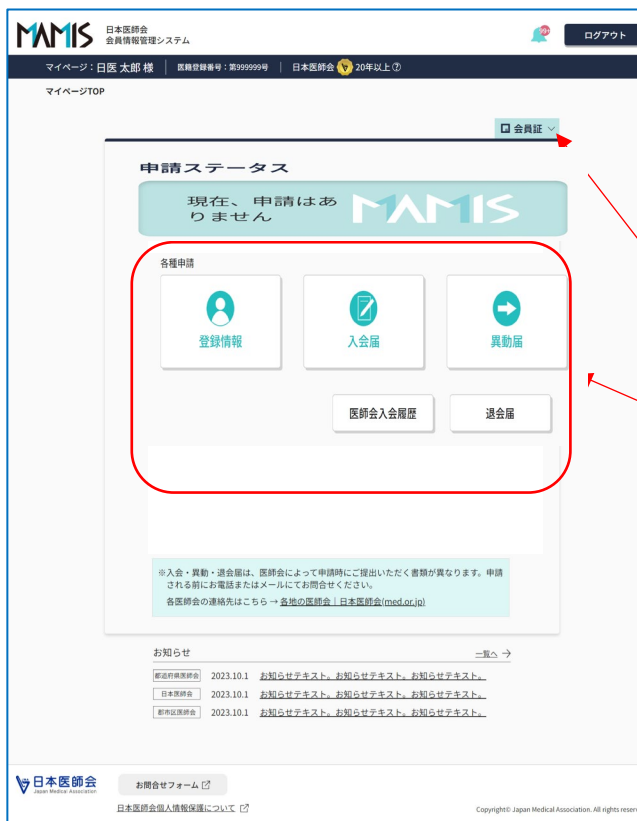 MAMIS 日本医師会
会員情報管理システム
ログアウト
マイページ：日医 太郎 様 医籍登録番号：第999999号 日本医師会 20年以上 ?
マイページTOP
会員証
申請ステータス
現在、申請はあ
りません
MAMIS
各種申請
登録情報 入会届 異動届
医師会入会履歴 退会届
※入会・異動・退会届は、医師会によって申請時にご提出いただく書類が異なります。申請
される前にお電話またはメールにてお問合せください。
各医師会の連絡先はこちら → 各地の医師会｜日本医師会(med.or.jp)
お知らせ 一覧へ →
都道府県医師会 2023.10.1 お知らせテキスト。お知らせテキスト。お知らせテキスト。
日本医師会 2023.10.1 お知らせテキスト。お知らせテキスト。お知らせテキスト。
郡市区医師会 2023.10.1 お知らせテキスト。お知らせテキスト。お知らせテキスト。
日本医師会
Japan Medical Association
お問合せフォーム
日本医師会個人情報保護について
Copyright© Japan Medical Association. All rights reser